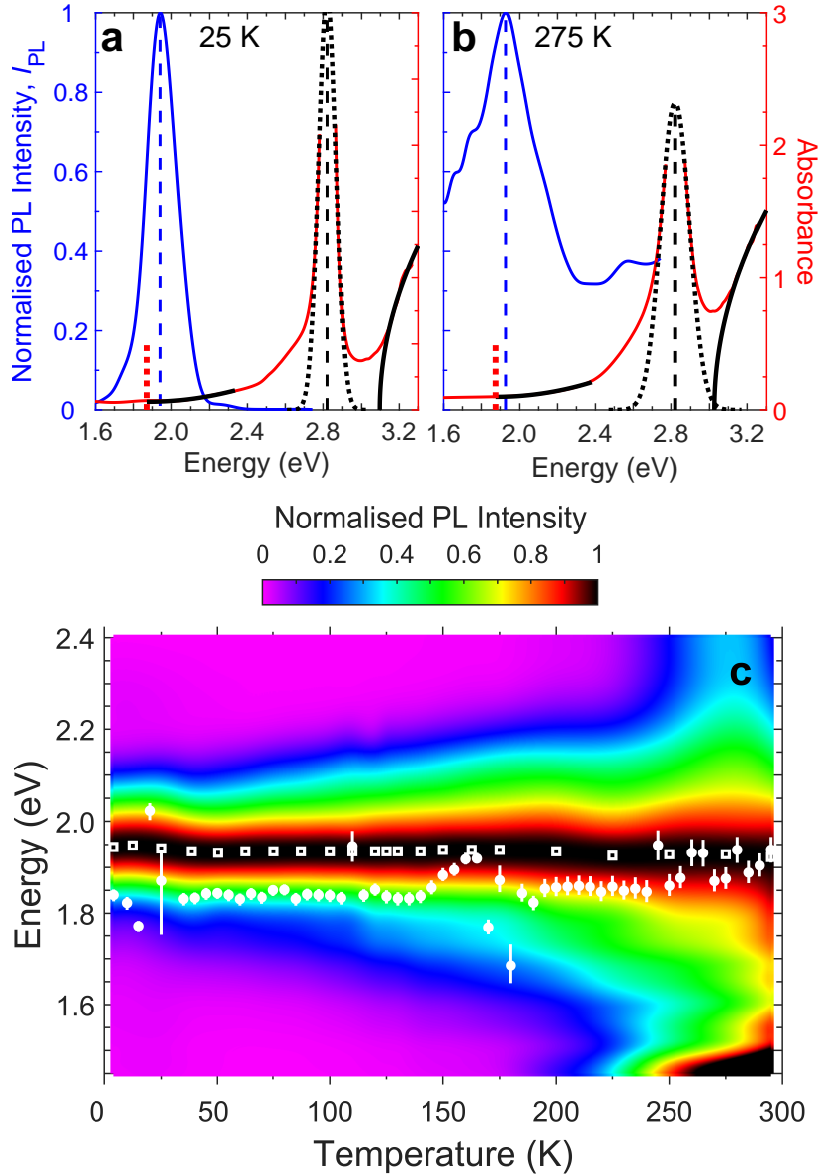 a 25 K
b 275 K
Normalised PL Intensity, I_PL
0 0.2 0.4 0.6 0.8 1
1.6 2.0 2.4 2.8 3.2
Energy (eV)
1.6 2.0 2.4 2.8 3.2
Energy (eV)
0 1 2 3
Absorbance
Normalised PL Intensity
0 0.2 0.4 0.6 0.8 1
c
2.4
2.2
2.0
1.8
1.6
Energy (eV)
0 50 100 150 200 250 300
Temperature (K)